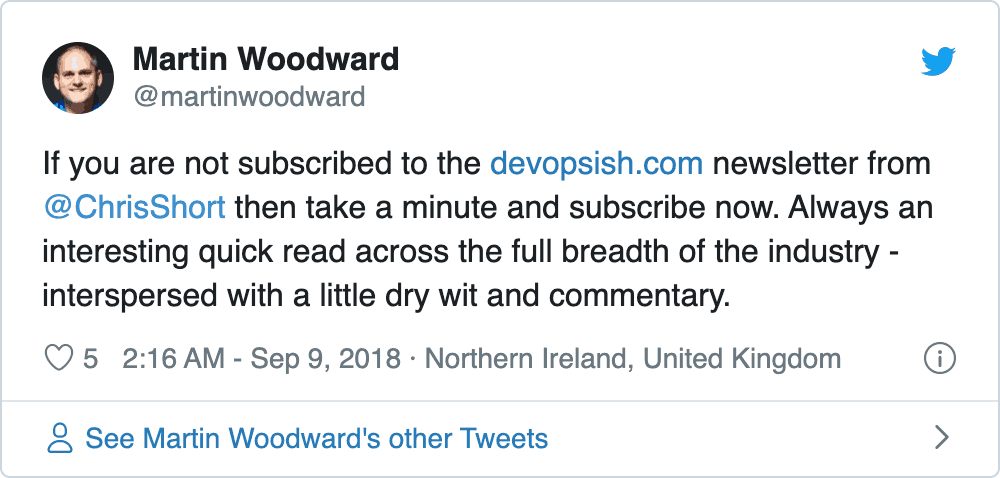 Martin Woodward
@martinwoodward
If you are not subscribed to the devopsish.com newsletter from
@ChrisShort then take a minute and subscribe now. Always an
interesting quick read across the full breadth of the industry -
interspersed with a little dry wit and commentary.
5 2:16 AM - Sep 9, 2018 · Northern Ireland, United Kingdom
See Martin Woodward's other Tweets